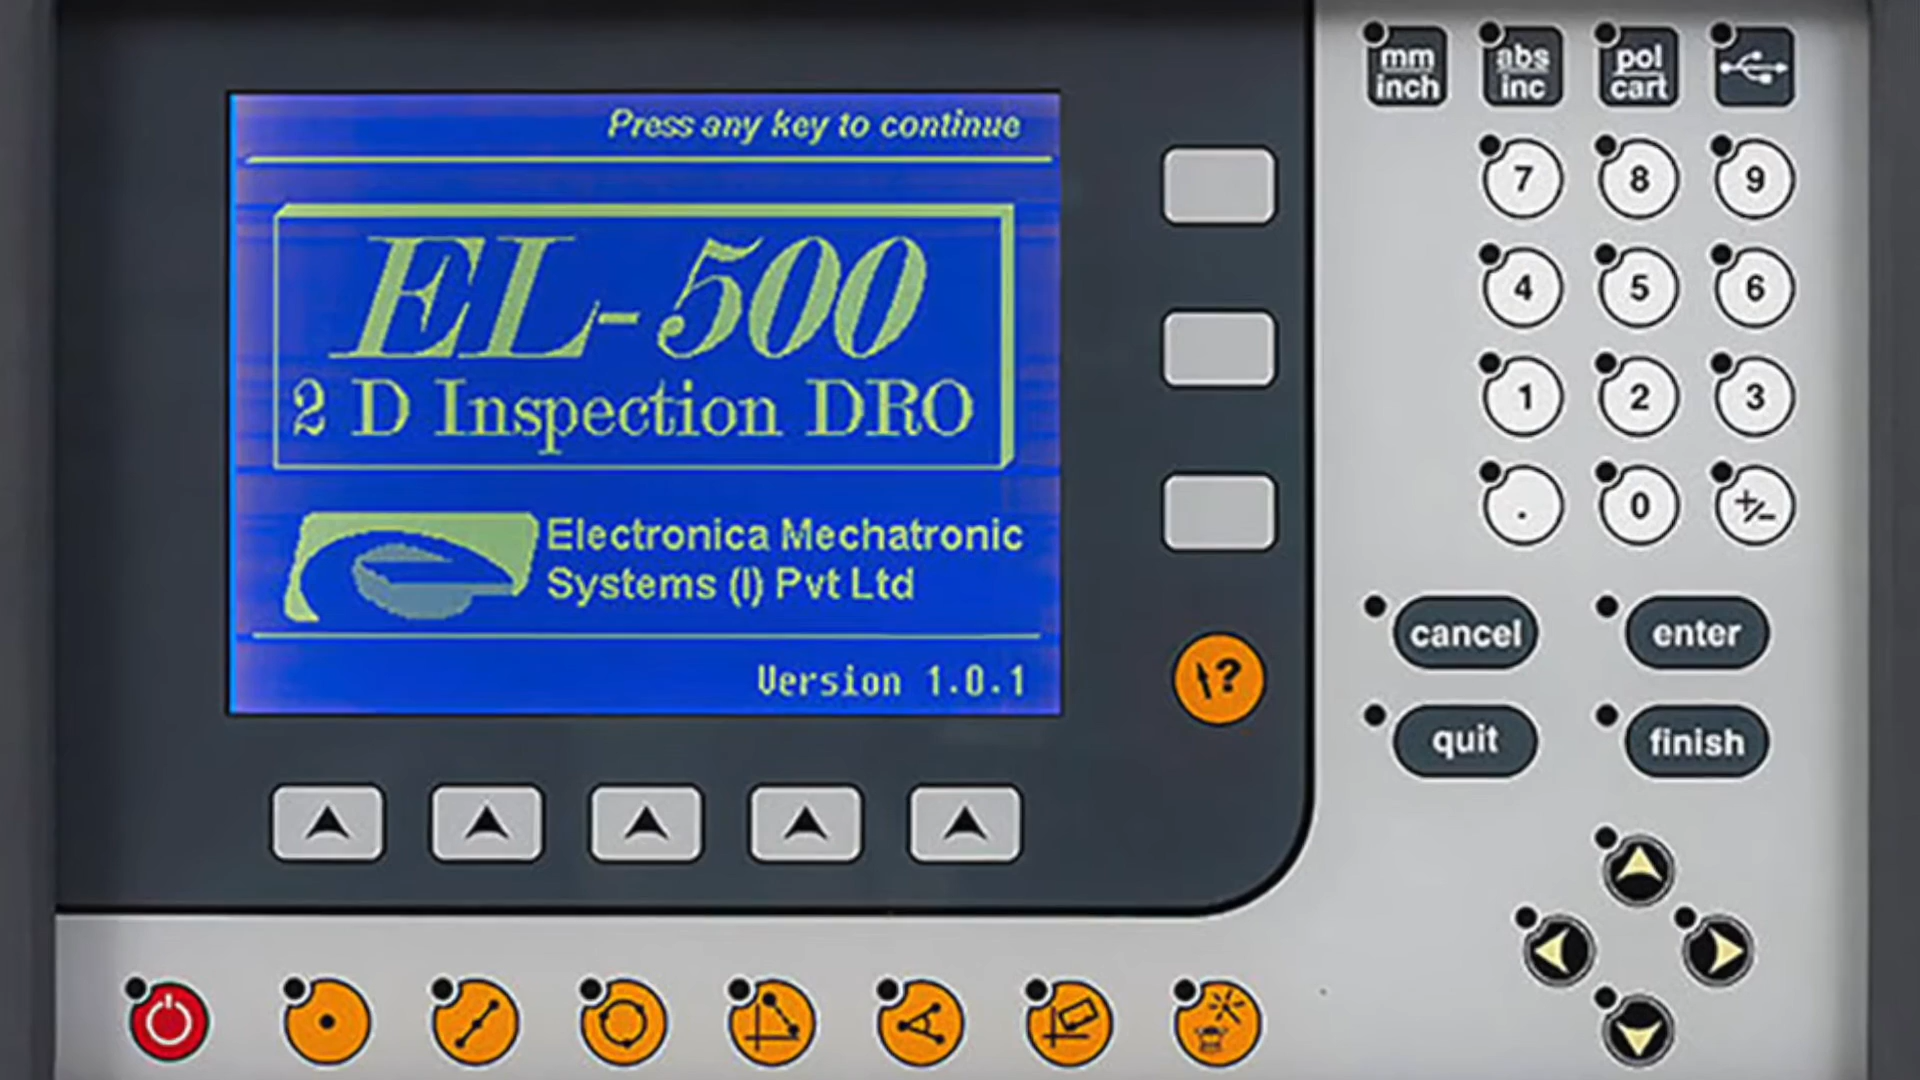 Press any key to continue
EL-500
2 D Inspection DRO
Electronica Mechatronic
Systems (I) Pvt Ltd
Version 1.0.1
mm
inch
abs
inc
pol
cart
7 8 9
4 5 6
1 2 3
. 0 +/-
cancel enter
quit finish
?